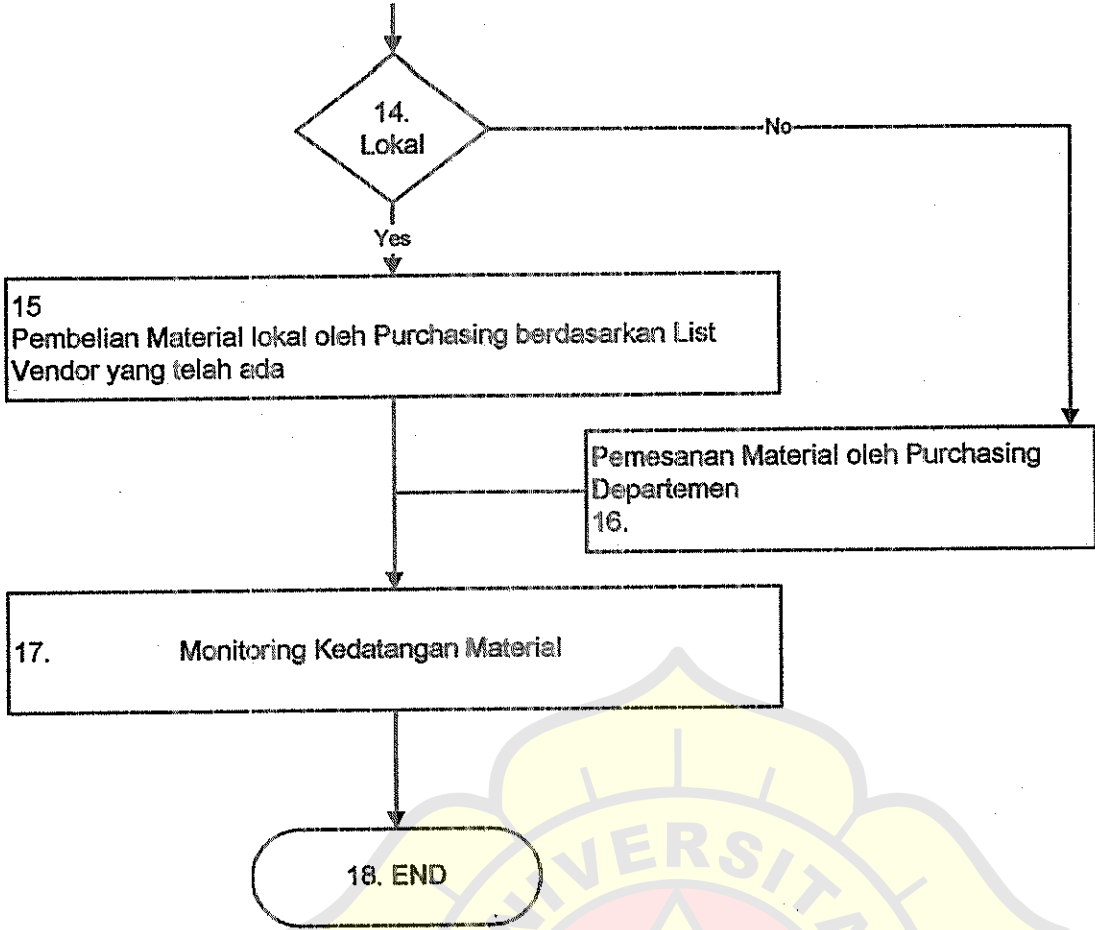 14.
Lokal
No
Yes
15
Pembelian Material lokal oleh Purchasing berdasarkan List
Vendor yang telah ada
Pemesanan Material oleh Purchasing
Departemen
16.
17. Monitoring Kedatangan Material
18. END